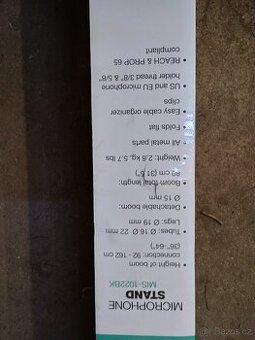 MICROPHONE
STAND
MIS-1022BK
• Height of boom
connection: 92 - 162 cm
(36"-64")
• Tubes: Ø 16 Ø 22 mm
Legs: Ø 19 mm
• Detachable boom:
Ø 15 mm
• Boom total length:
80 cm (31.5")
• Weight: 2.6 kg, 5.7 lbs
• All metal parts
• Folds flat
• Easy cable organizer
clips
• US and EU microphone
holder thread 3/8" & 5/8"
• REACH & PROP 65
compliant